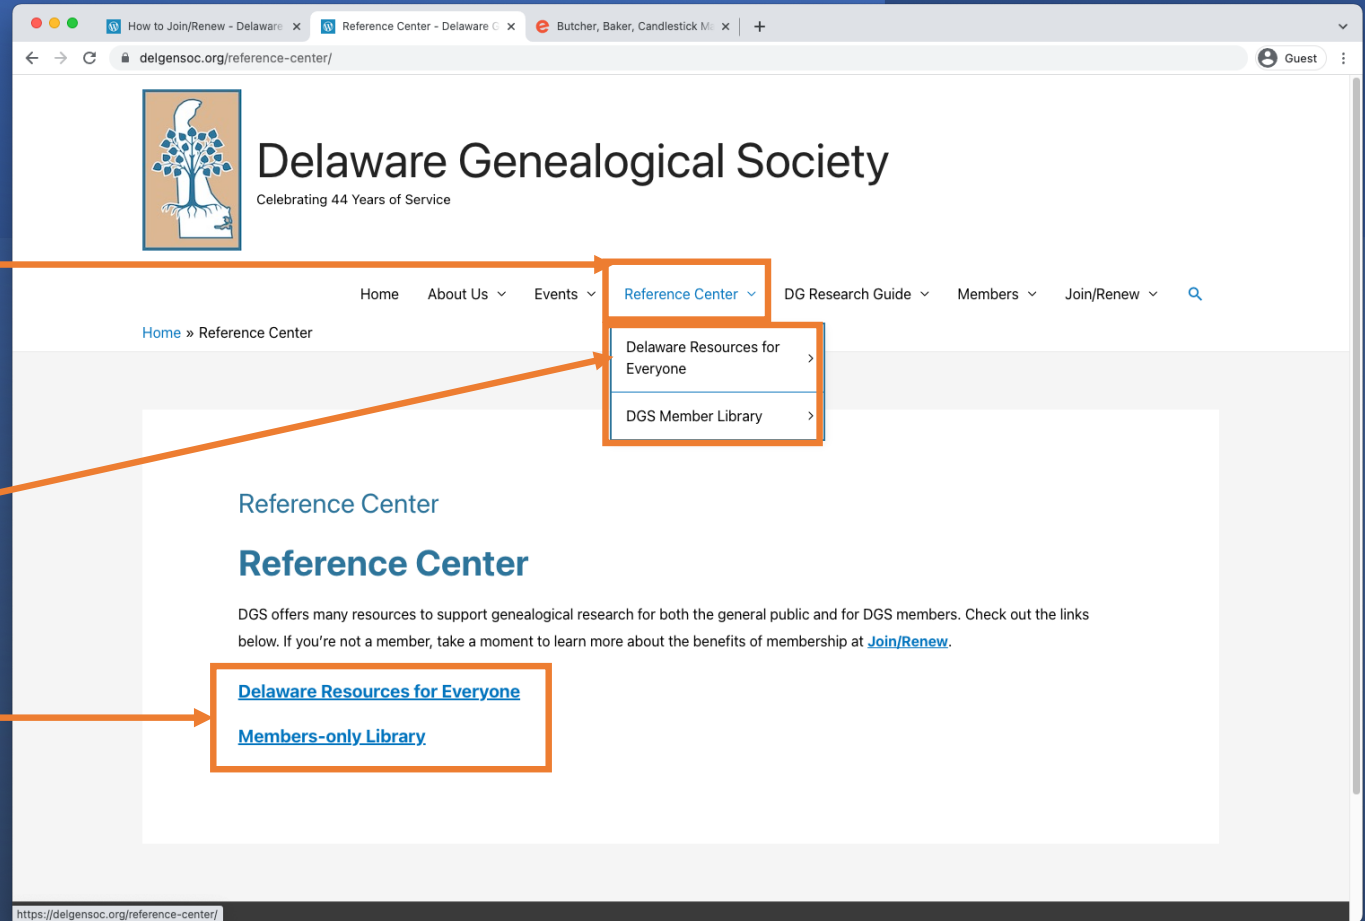 How to Join/Renew - Delaware
Reference Center - Delaware G
Butcher, Baker, Candlestick Ma
delgensoc.org/reference-center/
Guest
Delaware Genealogical Society
Celebrating 44 Years of Service
Home About Us Events Reference Center DG Research Guide Members Join/Renew
Home » Reference Center
Delaware Resources for
Everyone
DGS Member Library
Reference Center
Reference Center
DGS offers many resources to support genealogical research for both the general public and for DGS members. Check out the links
below. If you're not a member, take a moment to learn more about the benefits of membership at Join/Renew.
Delaware Resources for Everyone
Members-only Library
https://delgensoc.org/reference-center/